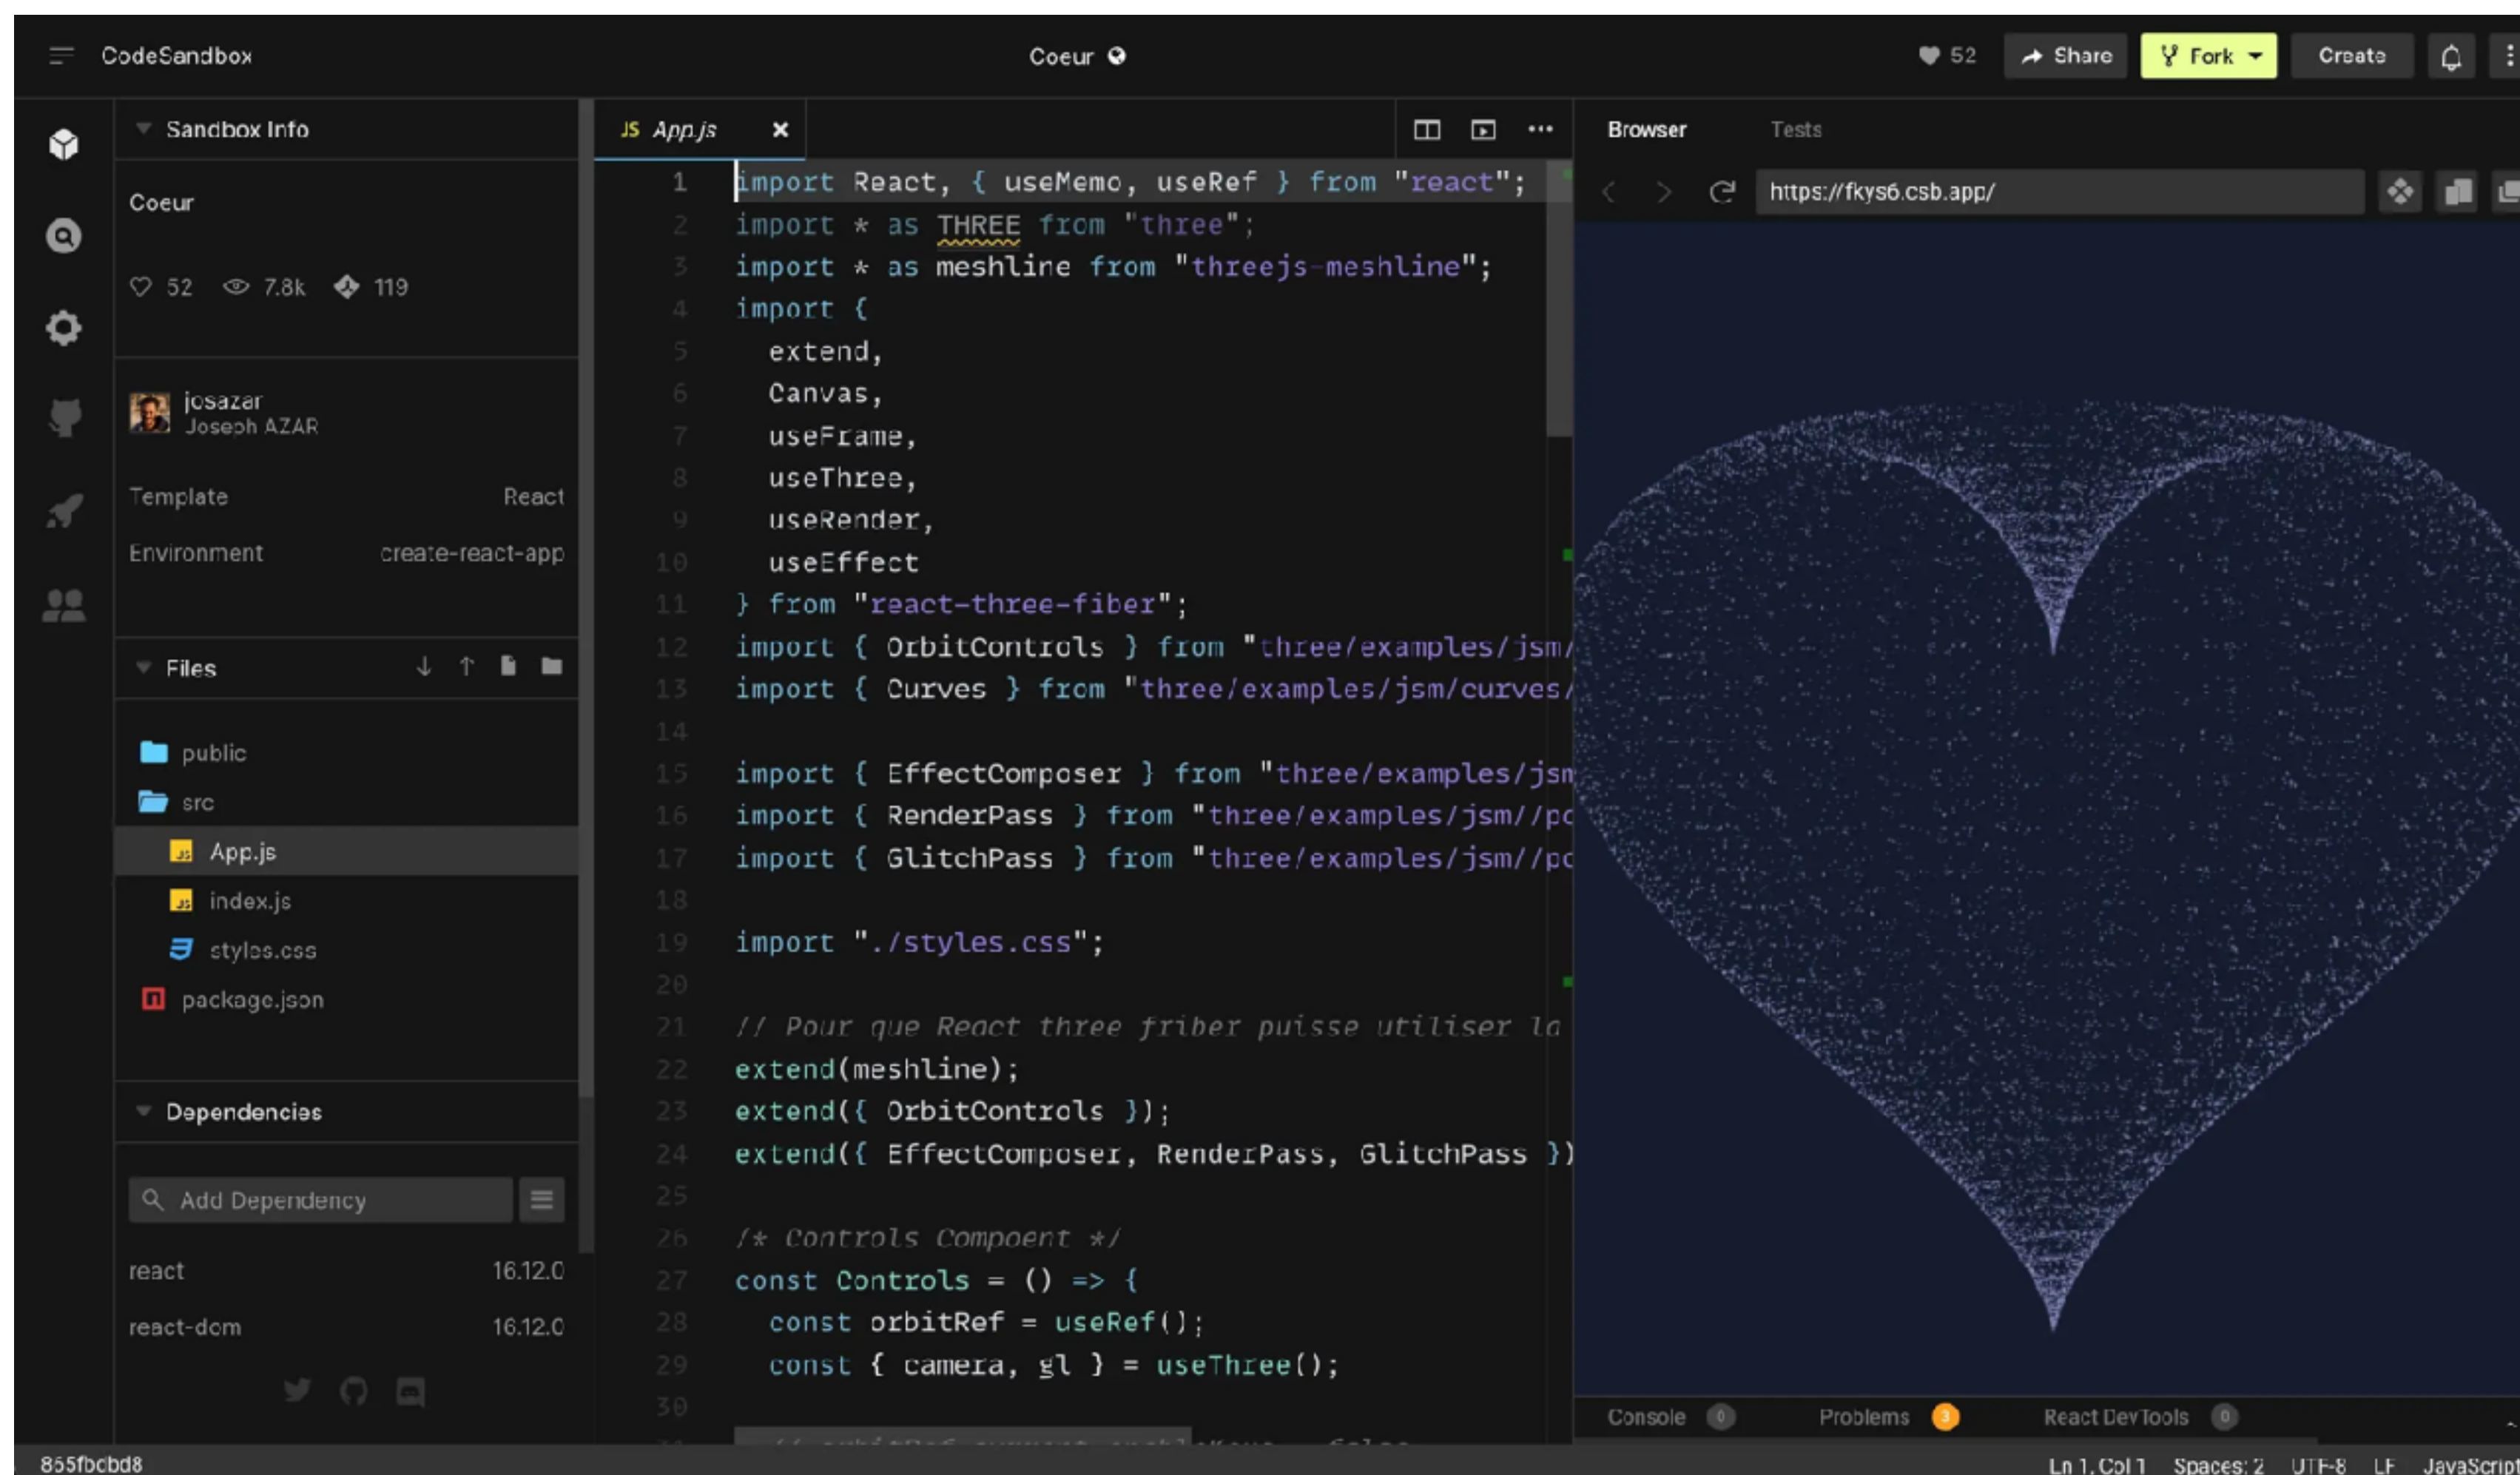 CodeSandbox
Coeur
52
Share
Fork
Create
Sandbox Info
Coeur
52 7.8k 119
josazar
Joseph AZAR
Template React
Environment create-react-app
Files
public
src
App.js
index.js
styles.css
package.json
Dependencies
Add Dependency
react 16.12.0
react-dom 16.12.0
JS App.js
1 import React, { useMemo, useRef } from "react";
2 import * as THREE from "three";
3 import * as meshline from "threejs-meshline";
4 import {
5 extend,
6 Canvas,
7 useFrame,
8 useThree,
9 useRender,
10 useEffect
11 } from "react-three-fiber";
12 import { OrbitControls } from "three/examples/jsm/
13 import { Curves } from "three/examples/jsm/curves/
14
15 import { EffectComposer } from "three/examples/jsm
16 import { RenderPass } from "three/examples/jsm//po
17 import { GlitchPass } from "three/examples/jsm//po
18
19 import "./styles.css";
20
21 // Pour que React three friber puisse utiliser la
22 extend(meshline);
23 extend({ OrbitControls });
24 extend({ EffectComposer, RenderPass, GlitchPass })
25
26 /* Controls Compoent */
27 const Controls = () => {
28 const orbitRef = useRef();
29 const { camera, gl } = useThree();
30
Browser Tests
https://fkys6.csb.app/
Console 0 Problems 3 React DevTools 0
865fbdbd8
Ln 1, Col 1 Spaces: 2 UTF-8 LF JavaScript